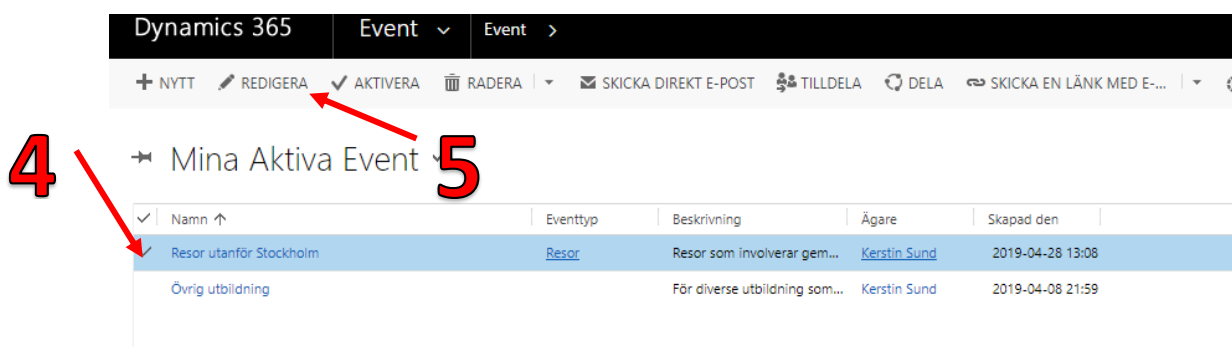 Dynamics 365 Event Event >
NYTT REDIGERA AKTIVERA RADERA SKICKA DIREKT E-POST TILLDELA DELA SKICKA EN LÄNK MED E-...
4
Mina Aktiva Event
5
Namn ↑ Eventtyp Beskrivning Ägare Skapad den
Resor utanför Stockholm Resor Resor som involverar gem... Kerstin Sund 2019-04-28 13:08
Övrig utbildning För diverse utbildning som... Kerstin Sund 2019-04-08 21:59